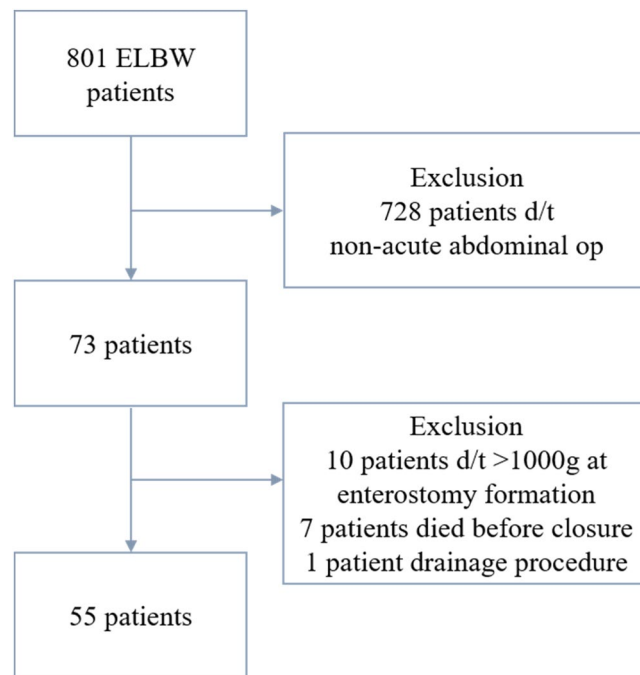 801 ELBW
patients
Exclusion
728 patients d/t
non-acute abdominal op
73 patients
Exclusion
10 patients d/t >1000g at
enterostomy formation
7 patients died before closure
1 patient drainage procedure
55 patients